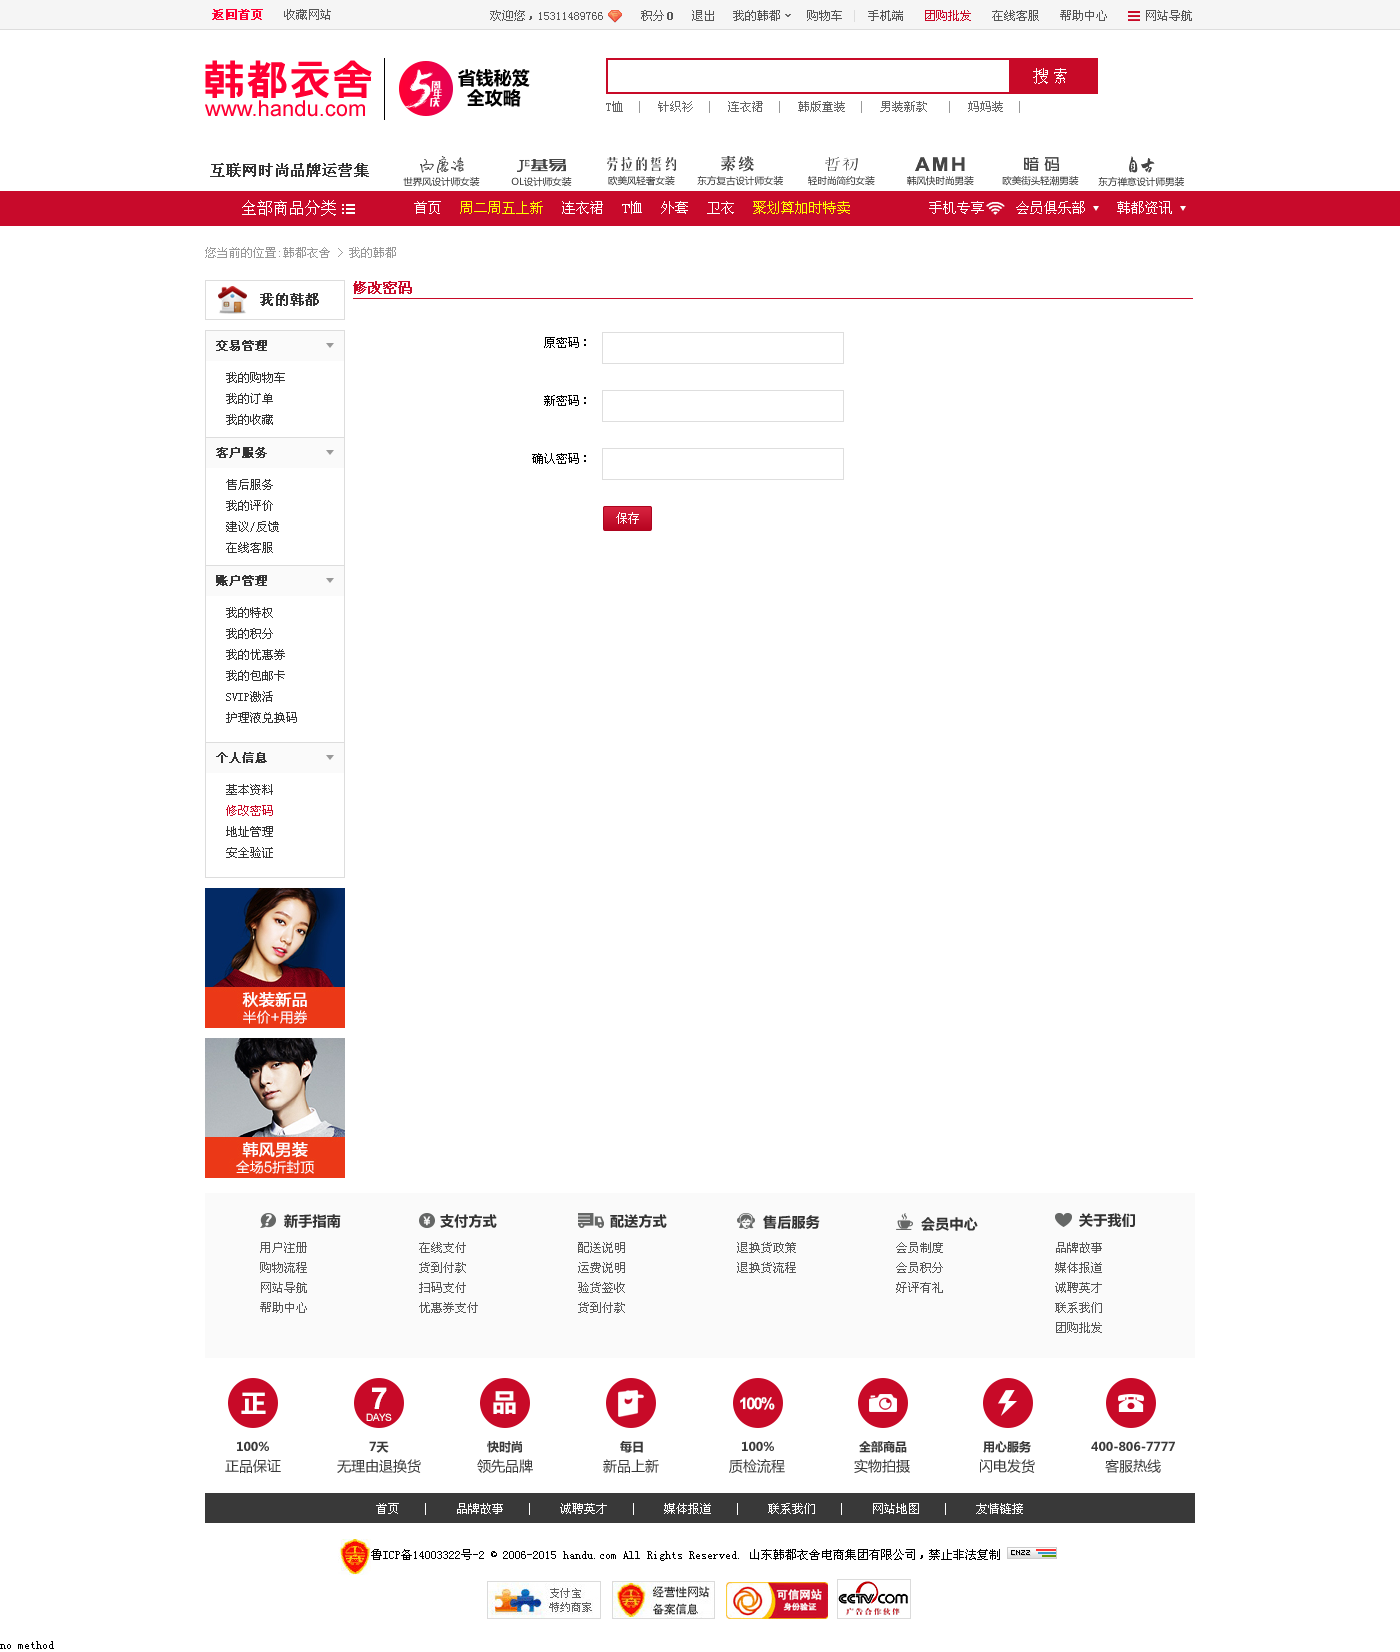 返回首页 收藏网站 欢迎您，15311489766 积分0 退出 我的韩都 购物车 手机端 团购批发 在线客服 帮助中心 网站导航
韩都衣舍
www.handu.com
5周年庆
省钱秘笈
全攻略
搜 索
T恤 | 针织衫 | 连衣裙 | 韩版童装 | 男装新款 | 妈妈装 |
互联网时尚品牌运营集
世界风设计师女装
基易
OL设计师女装
劳拉的誓约
欧美风轻奢女装
素缕
东方复古设计师女装
哲初
轻时尚简约女装
AMH
韩风快时尚男装
暗码
欧美街头轻潮男装
自古
东方禅意设计师男装
全部商品分类 首页 周二周五上新 连衣裙 T恤 外套 卫衣 聚划算加时特卖 手机专享 会员俱乐部 韩都资讯
您当前的位置:韩都衣舍 > 我的韩都
我的韩都
交易管理
我的购物车
我的订单
我的收藏
客户服务
售后服务
我的评价
建议/反馈
在线客服
账户管理
我的特权
我的积分
我的优惠券
我的包邮卡
SVIP激活
护理液兑换码
个人信息
基本资料
修改密码
地址管理
安全验证
修改密码
原密码：
新密码：
确认密码：
保存
秋装新品
半价+用券
韩风男装
全场5折封顶
新手指南
用户注册
购物流程
网站导航
帮助中心
支付方式
在线支付
货到付款
扫码支付
优惠券支付
配送方式
配送说明
运费说明
验货签收
货到付款
售后服务
退换货政策
退换货流程
会员中心
会员制度
会员积分
好评有礼
关于我们
品牌故事
媒体报道
诚聘英才
联系我们
团购批发
正
100%
正品保证
7
DAYS
7天
无理由退换货
品
快时尚
领先品牌
每日
新品上新
100%
100%
质检流程
全部商品
实物拍摄
用心服务
闪电发货
400-806-7777
客服热线
首页 | 品牌故事 | 诚聘英才 | 媒体报道 | 联系我们 | 网站地图 | 友情链接
鲁ICP备14003322号-2 © 2006-2015 handu.com All Rights Reserved. 山东韩都衣舍电商集团有限公司，禁止非法复制 CNZZ
支付宝
特约商家
经营性网站
备案信息
可信网站
身份验证
CCTV.com
广告合作伙伴
no method